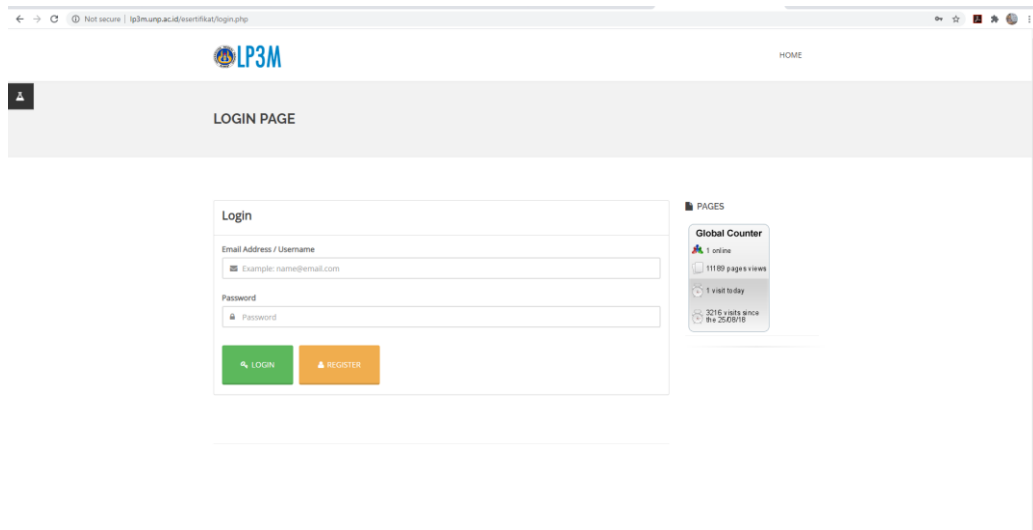 Not secure | lp3m.unp.ac.id/esertifikat/login.php
LP3M
HOME
LOGIN PAGE
Login
Email Address / Username
Example: name@email.com
Password
Password
LOGIN
REGISTER
PAGES
Global Counter
1 online
11189 pages views
1 visit today
3216 visits since
the 25/08/18